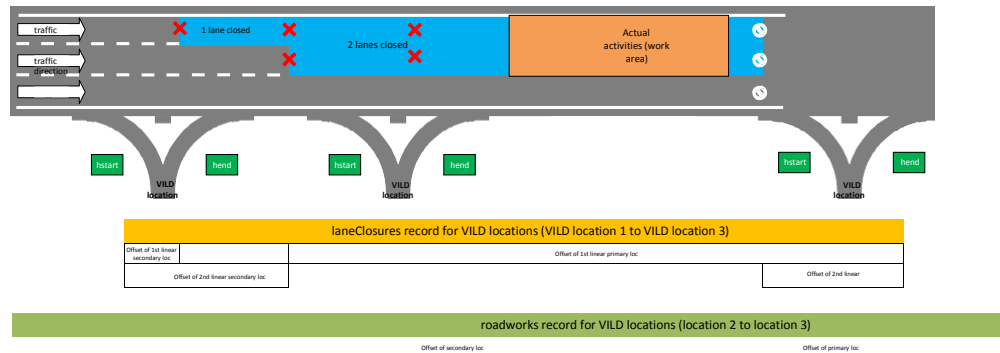 traffic
1 lane closed
2 lanes closed
traffic
direction
Actual
activities (work
area)
hstart
hend
VILD
location
hstart
hend
VILD
location
hstart
hend
VILD
location
laneClosures record for VILD locations (VILD location 1 to VILD location 3)
Offset of 1st linear
secondary loc
Offset of 1st linear primary loc
Offset of 2nd linear secondary loc
Offset of 2nd linear
roadworks record for VILD locations (location 2 to location 3)
Offset of secondary loc
Offset of primary loc